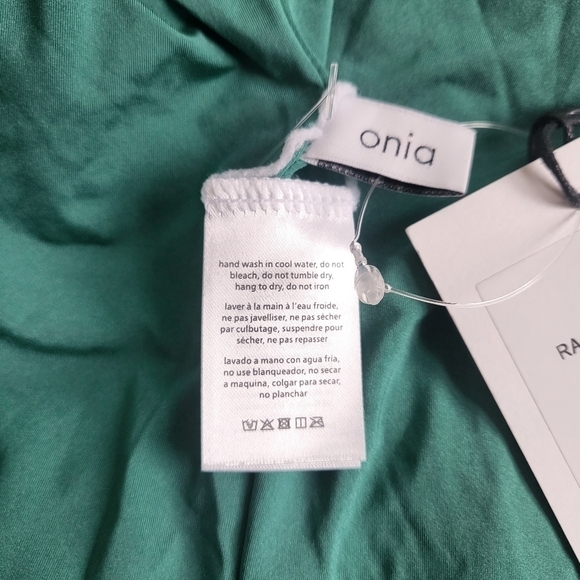 onia
hand wash in cool water, do not
bleach, do not tumble dry,
hang to dry, do not iron
laver à la main à l'eau froide,
ne pas javelliser, ne pas sécher
par culbutage, suspendre pour
sécher, ne pas repasser
lavado a mano con agua fria,
no use blanqueador, no secar
a maquina, colgar para secar,
no planchar
RA